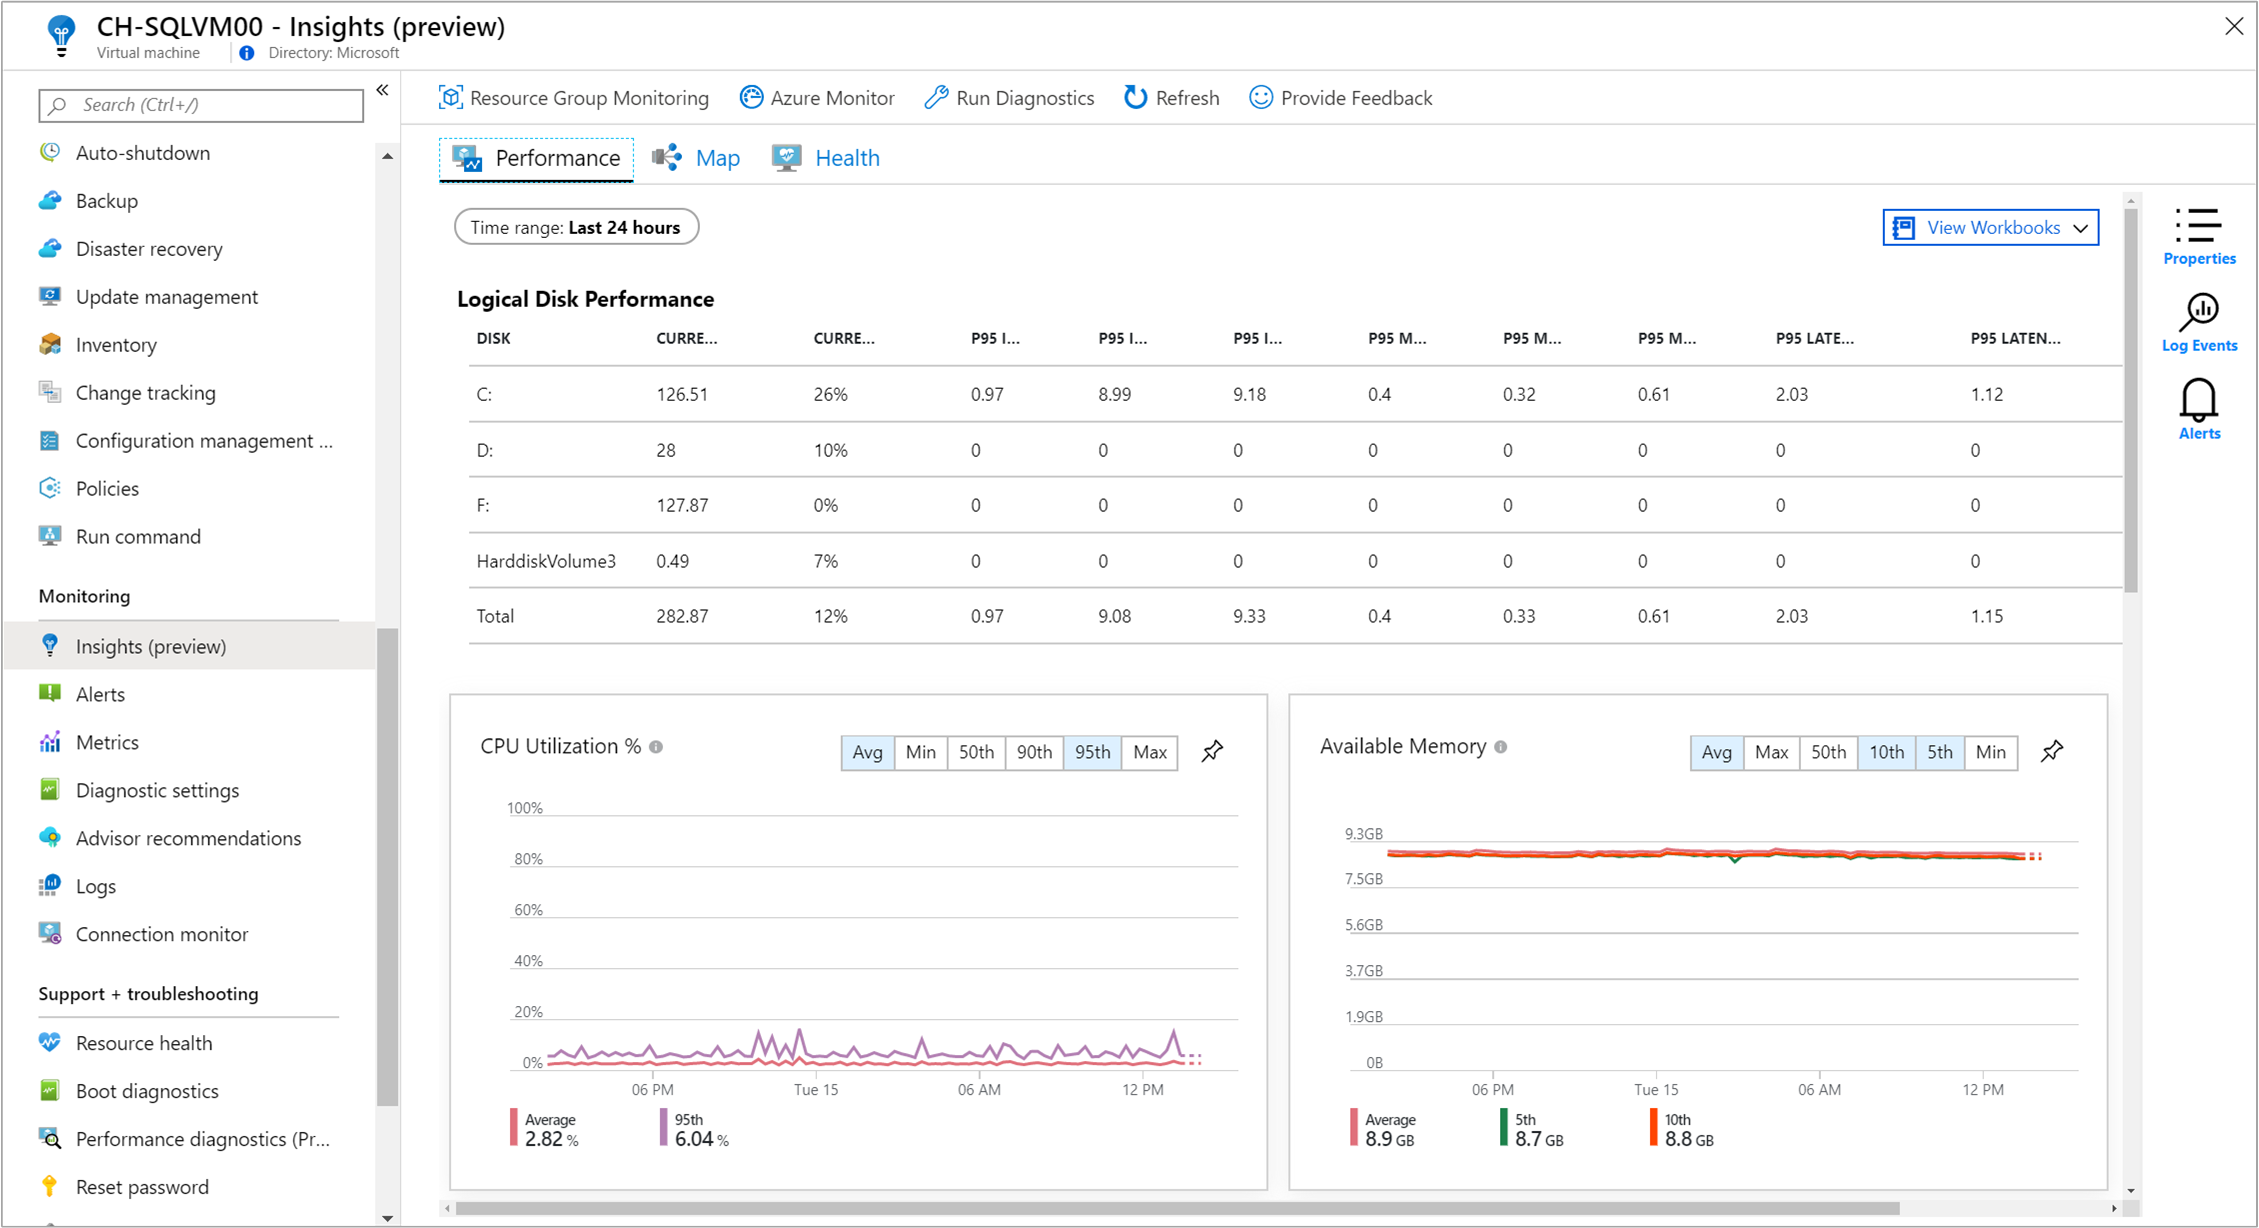 CH-SQLVM00 - Insights (preview)
Virtual machine
Directory: Microsoft
Search (Ctrl+/)
Auto-shutdown
Backup
Disaster recovery
Update management
Inventory
Change tracking
Configuration management ...
Policies
Run command
Monitoring
Insights (preview)
Alerts
Metrics
Diagnostic settings
Advisor recommendations
Logs
Connection monitor
Support + troubleshooting
Resource health
Boot diagnostics
Performance diagnostics (Pr...
Reset password
Resource Group Monitoring Azure Monitor Run Diagnostics Refresh Provide Feedback
Performance Map Health
Time range: Last 24 hours
View Workbooks
Logical Disk Performance
DISK CURRE... CURRE... P95 I... P95 I... P95 I... P95 M... P95 M... P95 M... P95 LATE... P95 LATEN...
C: 126.51 26% 0.97 8.99 9.18 0.4 0.32 0.61 2.03 1.12
D: 28 10% 0 0 0 0 0 0 0 0
F: 127.87 0% 0 0 0 0 0 0 0 0
HarddiskVolume3 0.49 7% 0 0 0 0 0 0 0 0
Total 282.87 12% 0.97 9.08 9.33 0.4 0.33 0.61 2.03 1.15
CPU Utilization %
Avg Min 50th 90th 95th Max
100%
80%
60%
40%
20%
0%
06 PM Tue 15 06 AM 12 PM
Average 95th
2.82 % 6.04 %
Available Memory
Avg Max 50th 10th 5th Min
9.3GB
7.5GB
5.6GB
3.7GB
1.9GB
0B
06 PM Tue 15 06 AM 12 PM
Average 5th 10th
8.9 GB 8.7 GB 8.8 GB
Properties
Log Events
Alerts